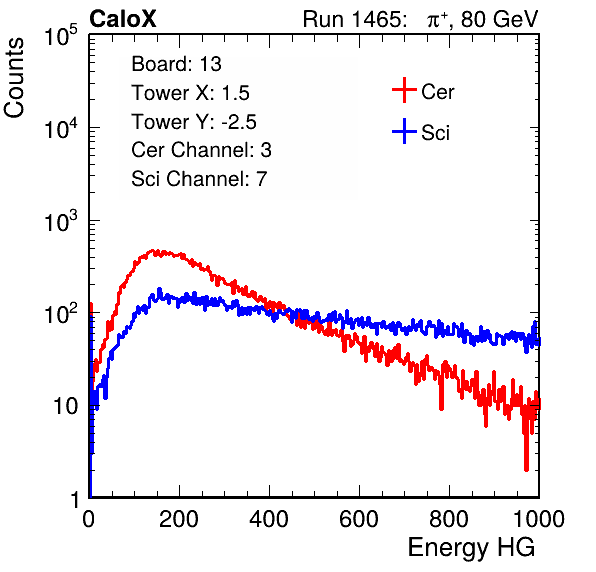 CaloX Run 1465: π⁺, 80 GeV
Counts
Board: 13
Tower X: 1.5
Tower Y: -2.5
Cer Channel: 3
Sci Channel: 7
Cer
Sci
10⁵
10⁴
10³
10²
10
1
0 200 400 600 800 1000
Energy HG